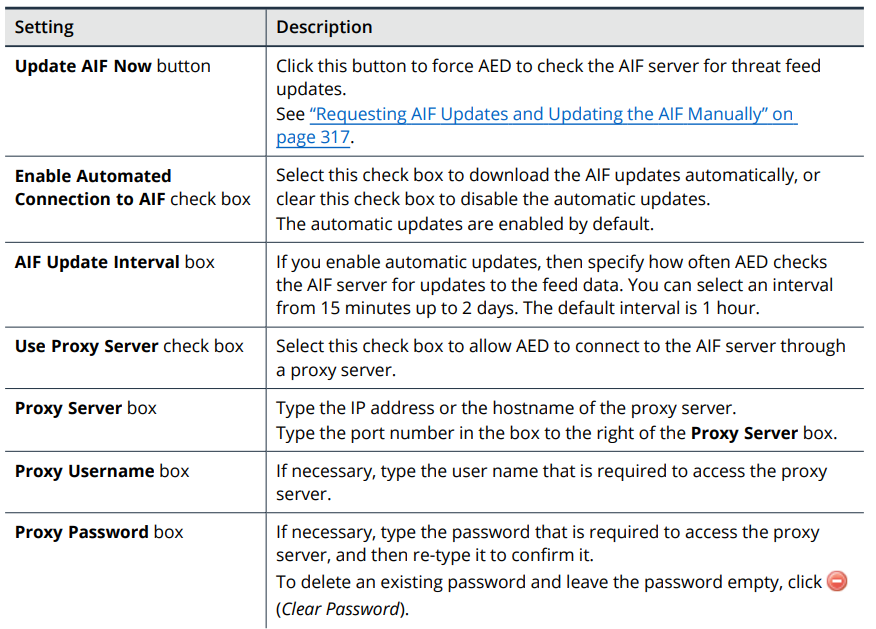 Setting Description
Update AIF Now button
Click this button to force AED to check the AIF server for threat feed
updates.
See “Requesting AIF Updates and Updating the AIF Manually” on
page 317.
Enable Automated
Connection to AIF check box
Select this check box to download the AIF updates automatically, or
clear this check box to disable the automatic updates.
The automatic updates are enabled by default.
AIF Update Interval box
If you enable automatic updates, then specify how often AED checks
the AIF server for updates to the feed data. You can select an interval
from 15 minutes up to 2 days. The default interval is 1 hour.
Use Proxy Server check box
Select this check box to allow AED to connect to the AIF server through
a proxy server.
Proxy Server box
Type the IP address or the hostname of the proxy server.
Type the port number in the box to the right of the Proxy Server box.
Proxy Username box
If necessary, type the user name that is required to access the proxy
server.
Proxy Password box
If necessary, type the password that is required to access the proxy
server, and then re-type it to confirm it.
To delete an existing password and leave the password empty, click
(Clear Password).